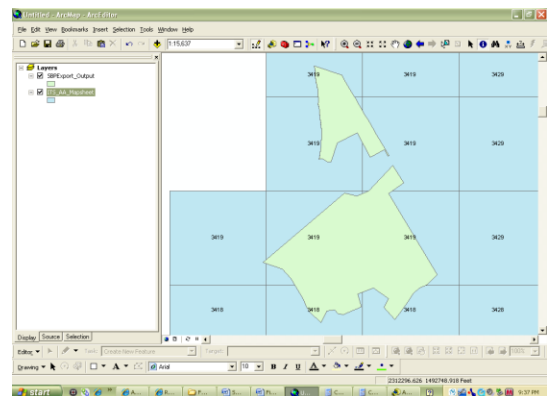 Untitled - ArcMap - ArcEditor
File Edit View Bookmarks Insert Selection Tools Window Help
1:15,637
Layers
SBPExport_Output
3419 3419 3429
3419 3419 3429
3419 3419 3429
3418 3418 3418 3428
Display Source Selection
Editor Task: Create New Feature Target:
Drawing A Arial 10 B I U A
2312296.626 1492748.918 Feet
Start 9:37 PM